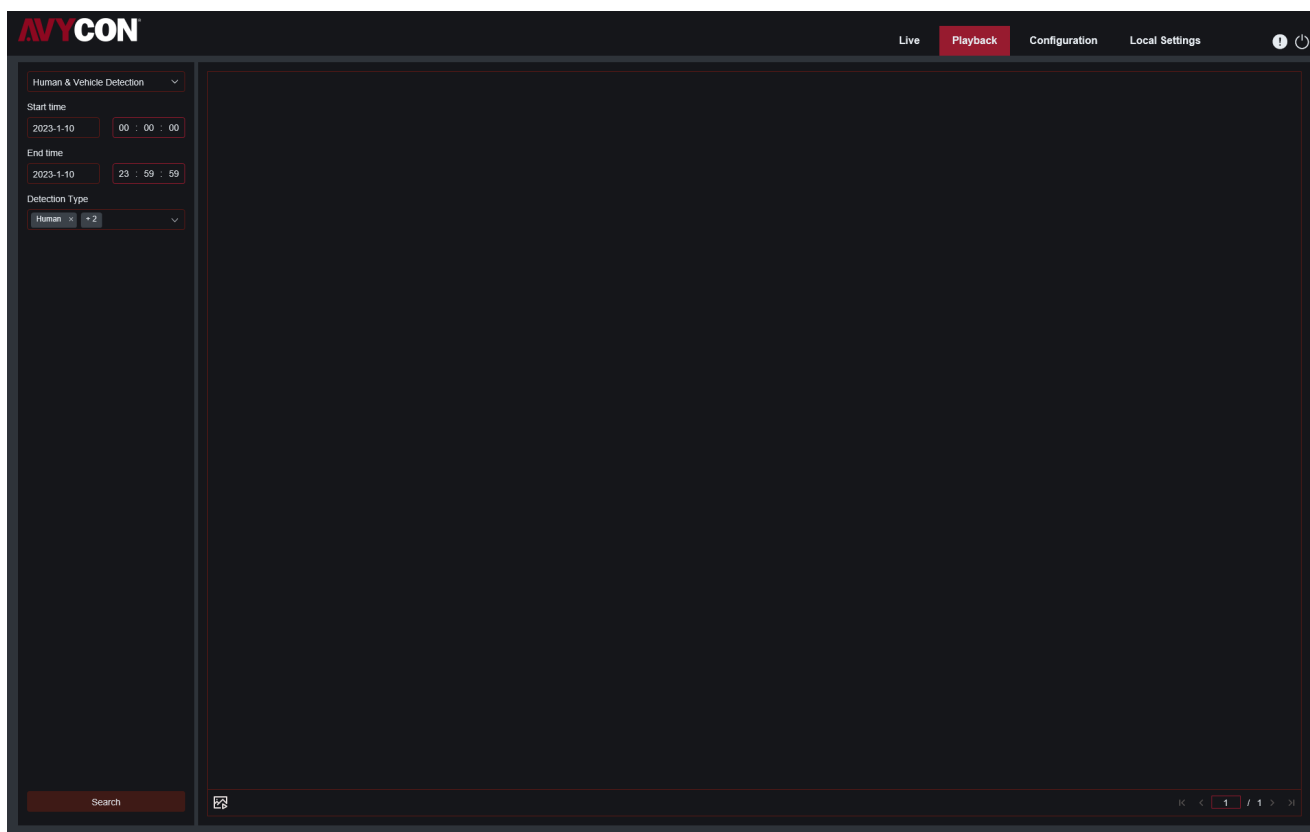 AVYCON
Live Playback Configuration Local Settings
Human & Vehicle Detection
Start time
2023-1-10 00 : 00 : 00
End time
2023-1-10 23 : 59 : 59
Detection Type
Human × + 2
Search
1 / 1